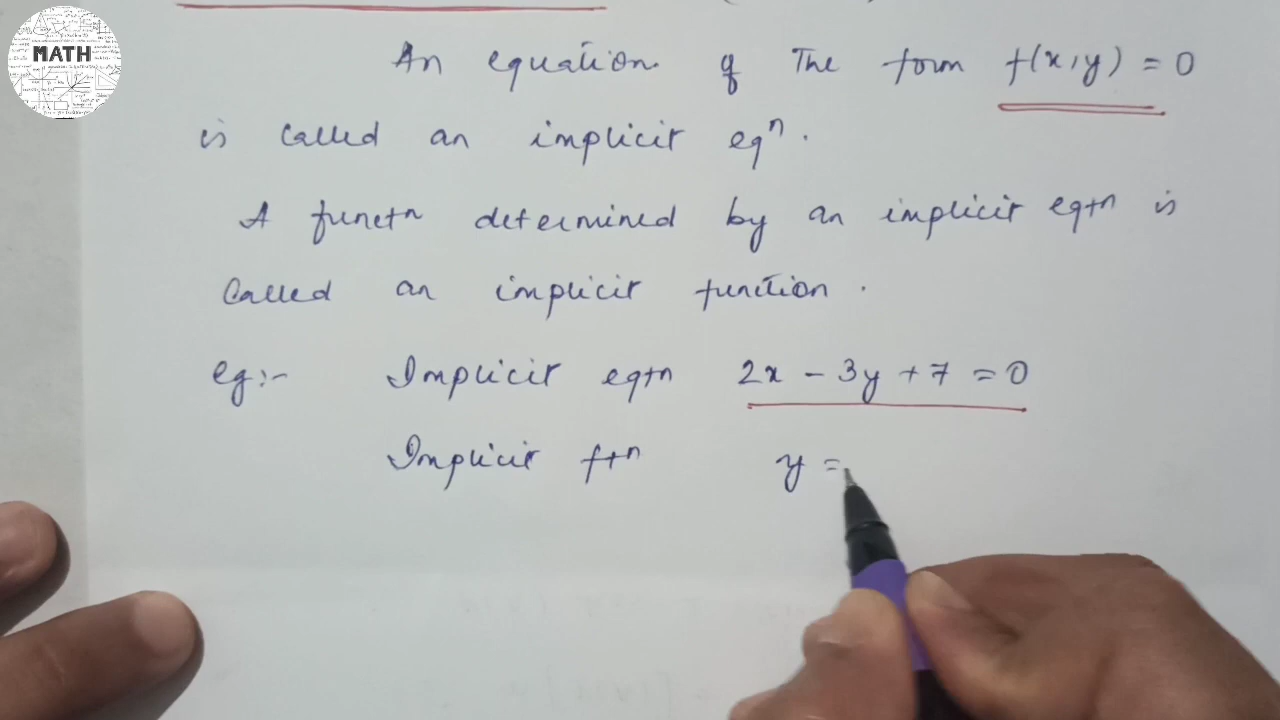 MATH
An equation of the form f(x,y) = 0
is called an implicit eqⁿ.
A functn determined by an implicit eqtn is
Called an implicit function.
eg:- Implicit eqtn 2x - 3y + 7 = 0
Implicit ftn y =